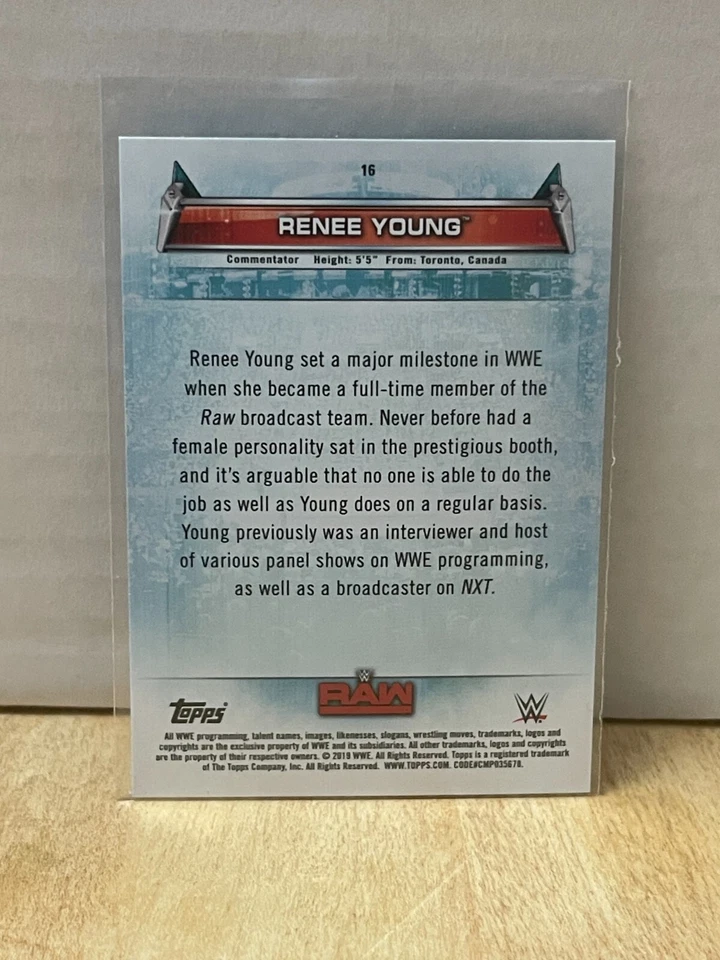 16
RENEE YOUNG™
Commentator Height: 5'5" From: Toronto, Canada
Renee Young set a major milestone in WWE
when she became a full-time member of the
Raw broadcast team. Never before had a
female personality sat in the prestigious booth,
and it's arguable that no one is able to do the
job as well as Young does on a regular basis.
Young previously was an interviewer and host
of various panel shows on WWE programming,
as well as a broadcaster on NXT.
topps®
W
RAW
W
All WWE programming, talent names, images, likenesses, slogans, wrestling moves, trademarks, logos and
copyrights are the exclusive property of WWE and its subsidiaries. All other trademarks, logos and copyrights
are the property of their respective owners. © 2019 WWE. All Rights Reserved. Topps is a registered trademark
of The Topps Company, Inc. All Rights Reserved. WWW.TOPPS.COM. CODE#CMP035670.